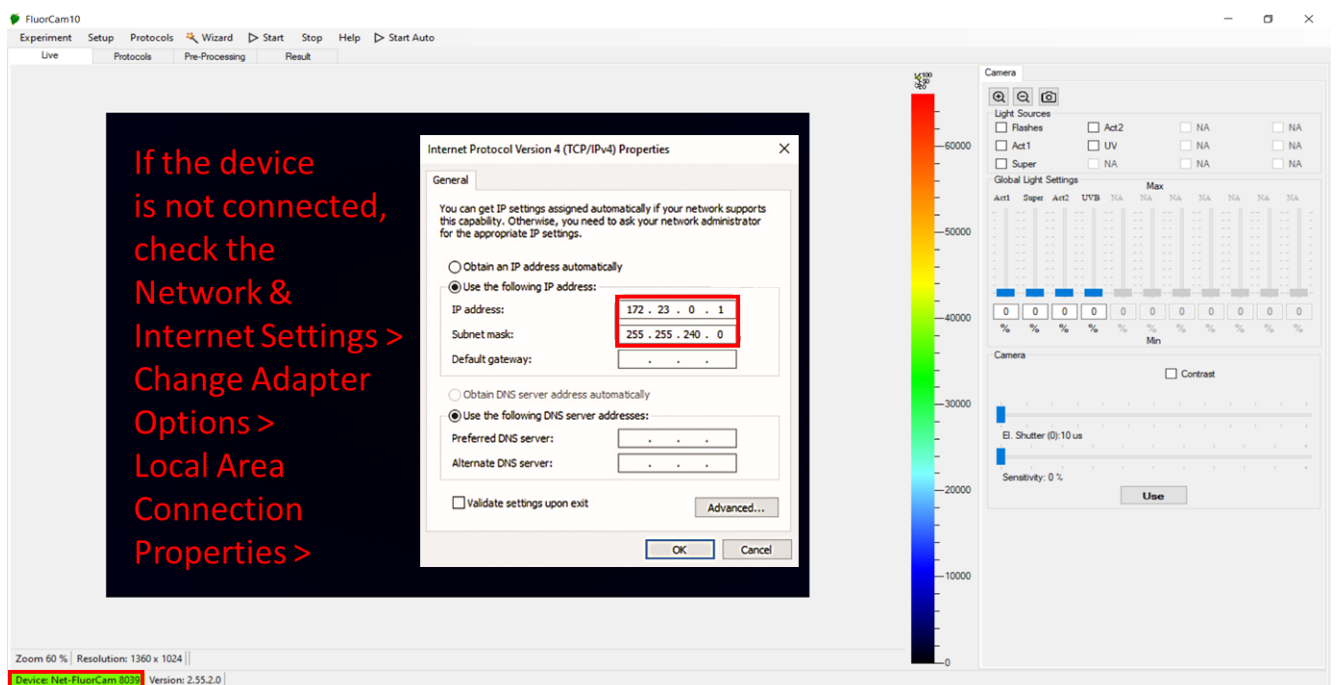 FluorCam10
Experiment Setup Protocols Wizard Start Stop Help Start Auto
Live Protocols Pre-Processing Result
If the device
is not connected,
check the
Network &
Internet Settings >
Change Adapter
Options >
Local Area
Connection
Properties >
Internet Protocol Version 4 (TCP/IPv4) Properties
General
You can get IP settings assigned automatically if your network supports
this capability. Otherwise, you need to ask your network administrator
for the appropriate IP settings.
Obtain an IP address automatically
Use the following IP address:
IP address: 172 . 23 . 0 . 1
Subnet mask: 255 . 255 . 240 . 0
Default gateway: . . .
Obtain DNS server address automatically
Use the following DNS server addresses:
Preferred DNS server: . . .
Alternate DNS server: . . .
Validate settings upon exit
Advanced...
OK Cancel
60000
50000
40000
30000
20000
10000
0
Camera
Light Sources
Flashes Act2 NA NA
Act1 UV NA NA
Super NA NA NA
Global Light Settings
Max
Act1 Super Act2 UVB NA NA NA NA NA NA NA
0 0 0 0 0 0 0 0 0 0 0
% % % % % % % % % % %
Min
Camera
Contrast
El. Shutter (0):10 us
Sensitivity: 0 %
Use
Zoom 60 % Resolution: 1360 x 1024
Device: Net-FluorCam 8039 Version: 2.55.2.0